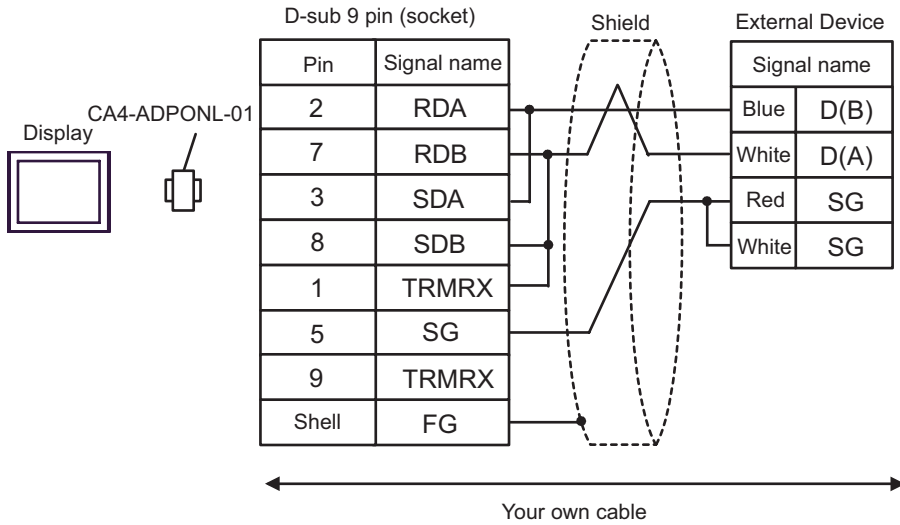 D-sub 9 pin (socket)
Shield
External Device
Pin Signal name
Signal name
CA4-ADPONL-01
Display
2 RDA
Blue D(B)
7 RDB
White D(A)
3 SDA
Red SG
8 SDB
White SG
1 TRMRX
5 SG
9 TRMRX
Shell FG
Your own cable